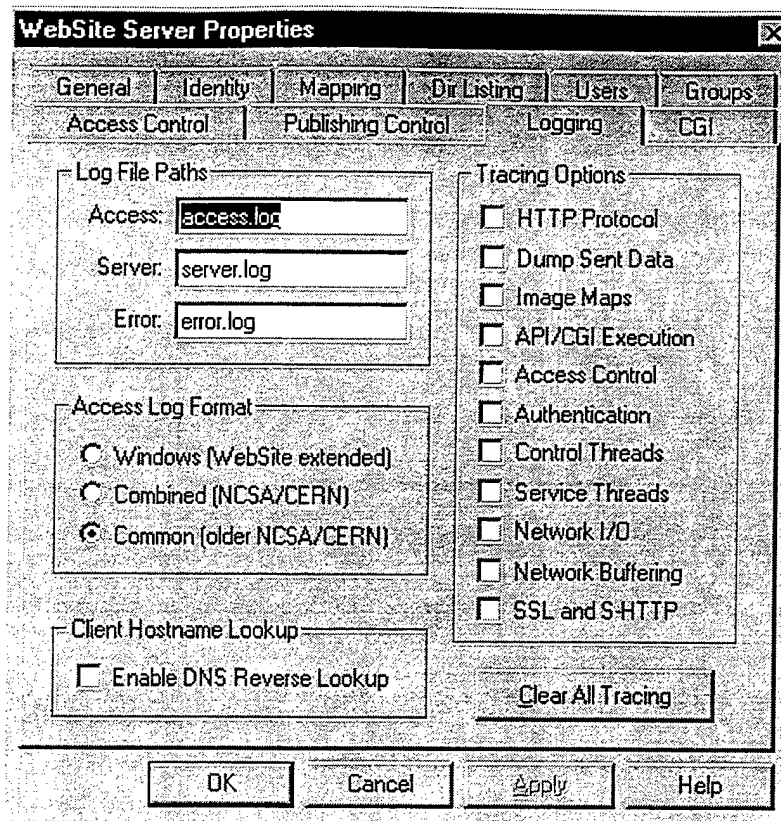 WebSite Server Properties
General Identity Mapping Dir Listing Users Groups
Access Control Publishing Control Logging CGI
Log File Paths
Access: access.log
Server: server.log
Error: error.log
Access Log Format
Windows (WebSite extended)
Combined (NCSA/CERN)
Common (older NCSA/CERN)
Client Hostname Lookup
Enable DNS Reverse Lookup
Tracing Options
HTTP Protocol
Dump Sent Data
Image Maps
API/CGI Execution
Access Control
Authentication
Control Threads
Service Threads
Network I/O
Network Buffering
SSL and S-HTTP
Clear All Tracing
OK Cancel Apply Help